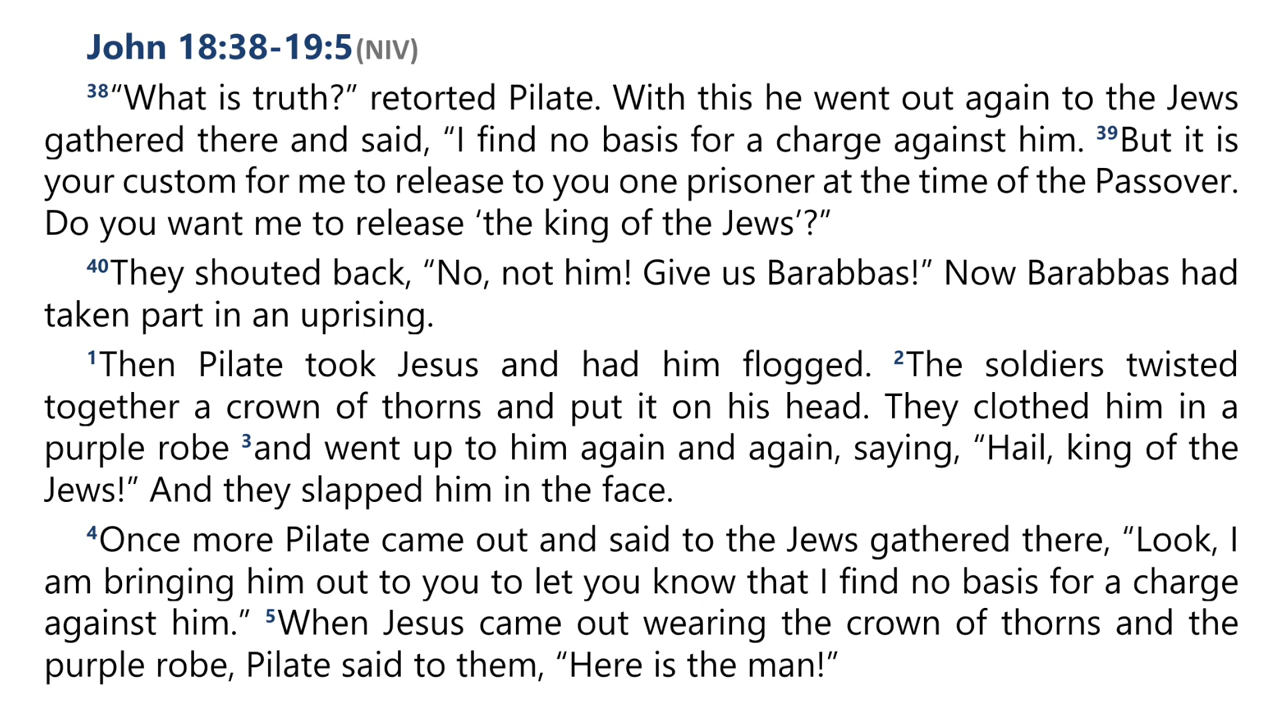 John 18:38-19:5(NIV)
38“What is truth?” retorted Pilate. With this he went out again to the Jews
gathered there and said, “I find no basis for a charge against him. 39But it is
your custom for me to release to you one prisoner at the time of the Passover.
Do you want me to release ‘the king of the Jews’?”
40They shouted back, “No, not him! Give us Barabbas!” Now Barabbas had
taken part in an uprising.
1Then Pilate took Jesus and had him flogged. 2The soldiers twisted
together a crown of thorns and put it on his head. They clothed him in a
purple robe 3and went up to him again and again, saying, “Hail, king of the
Jews!” And they slapped him in the face.
4Once more Pilate came out and said to the Jews gathered there, “Look, I
am bringing him out to you to let you know that I find no basis for a charge
against him.” 5When Jesus came out wearing the crown of thorns and the
purple robe, Pilate said to them, “Here is the man!”